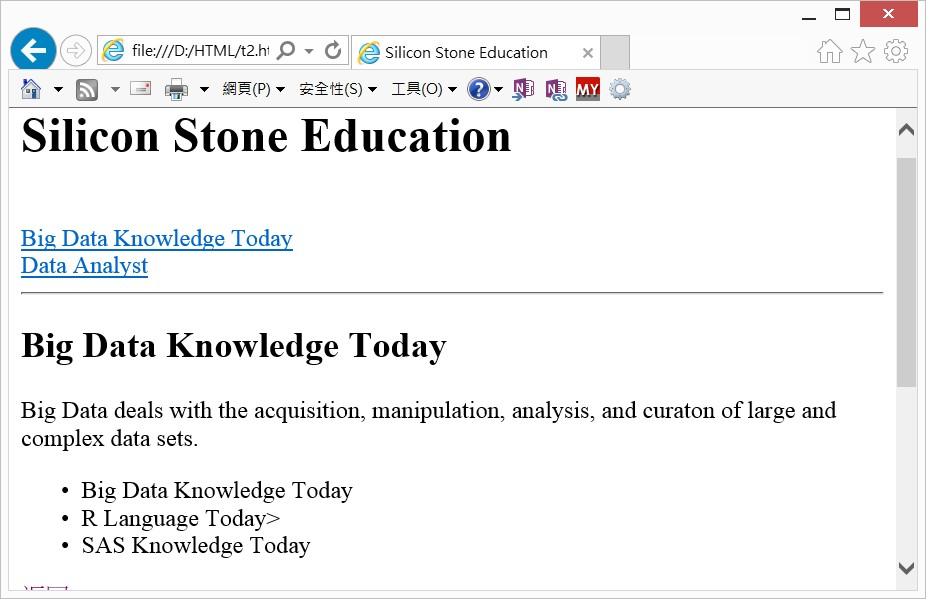 file:///D:/HTML/t2.ht
Silicon Stone Education
網頁(P)
安全性(S)
工具(O)
MY
Silicon Stone Education
Big Data Knowledge Today
Data Analyst
Big Data Knowledge Today
Big Data deals with the acquisition, manipulation, analysis, and curaton of large and
complex data sets.
• Big Data Knowledge Today
• R Language Today>
• SAS Knowledge Today